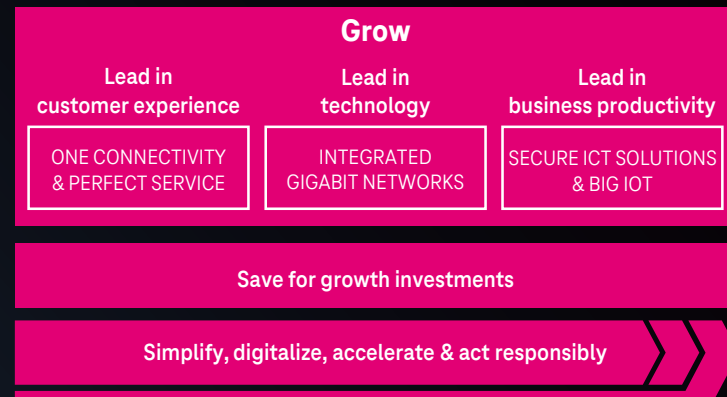 Grow
Lead in
customer experience
ONE CONNECTIVITY
& PERFECT SERVICE
Lead in
technology
INTEGRATED
GIGABIT NETWORKS
Lead in
business productivity
SECURE ICT SOLUTIONS
& BIG IOT
Save for growth investments
Simplify, digitalize, accelerate & act responsibly